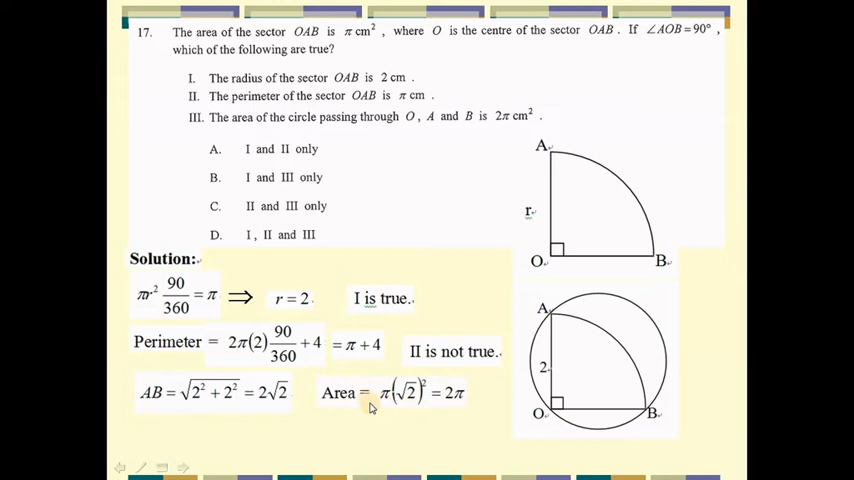 17. The area of the sector OAB is π cm², where O is the centre of the sector OAB. If ∠AOB = 90°,
which of the following are true?
I. The radius of the sector OAB is 2 cm.
II. The perimeter of the sector OAB is π cm.
III. The area of the circle passing through O, A and B is 2π cm².
A. I and II only
B. I and III only
C. II and III only
D. I, II and III
A
r
O
B
Solution:
πr² 90/360 = π ⟹ r = 2 I is true.
Perimeter = 2π(2) 90/360 + 4 = π + 4 II is not true.
AB = √(2² + 2²) = 2√2 Area = π(√2)² = 2π
A
2
O
B